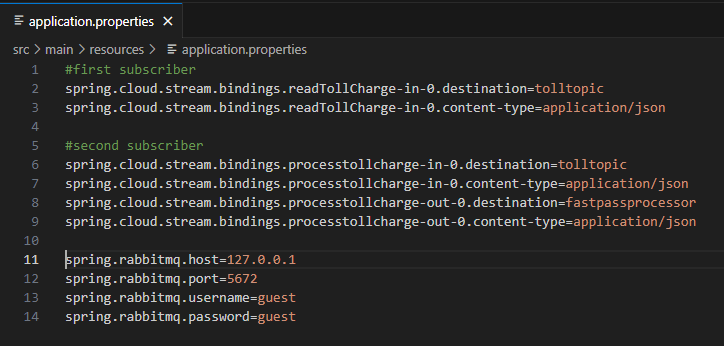 application.properties
src > main > resources > application.properties
1 #first subscriber
2 spring.cloud.stream.bindings.readTollCharge-in-0.destination=tolltopic
3 spring.cloud.stream.bindings.readTollCharge-in-0.content-type=application/json
4
5 #second subscriber
6 spring.cloud.stream.bindings.processtollcharge-in-0.destination=tolltopic
7 spring.cloud.stream.bindings.processtollcharge-in-0.content-type=application/json
8 spring.cloud.stream.bindings.processtollcharge-out-0.destination=fastpassprocessor
9 spring.cloud.stream.bindings.processtollcharge-out-0.content-type=application/json
10
11 spring.rabbitmq.host=127.0.0.1
12 spring.rabbitmq.port=5672
13 spring.rabbitmq.username=guest
14 spring.rabbitmq.password=guest